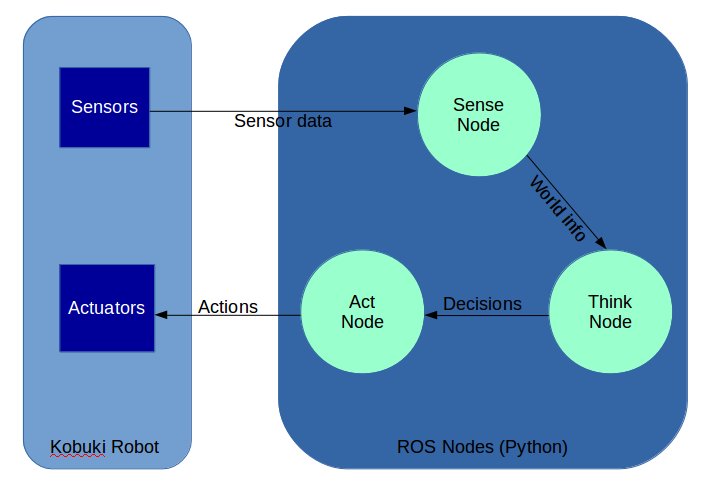 Sensors
Sensor data
Sense
Node
World info
Think
Node
Decisions
Act
Node
Actions
Actuators
Kobuki Robot
ROS Nodes (Python)